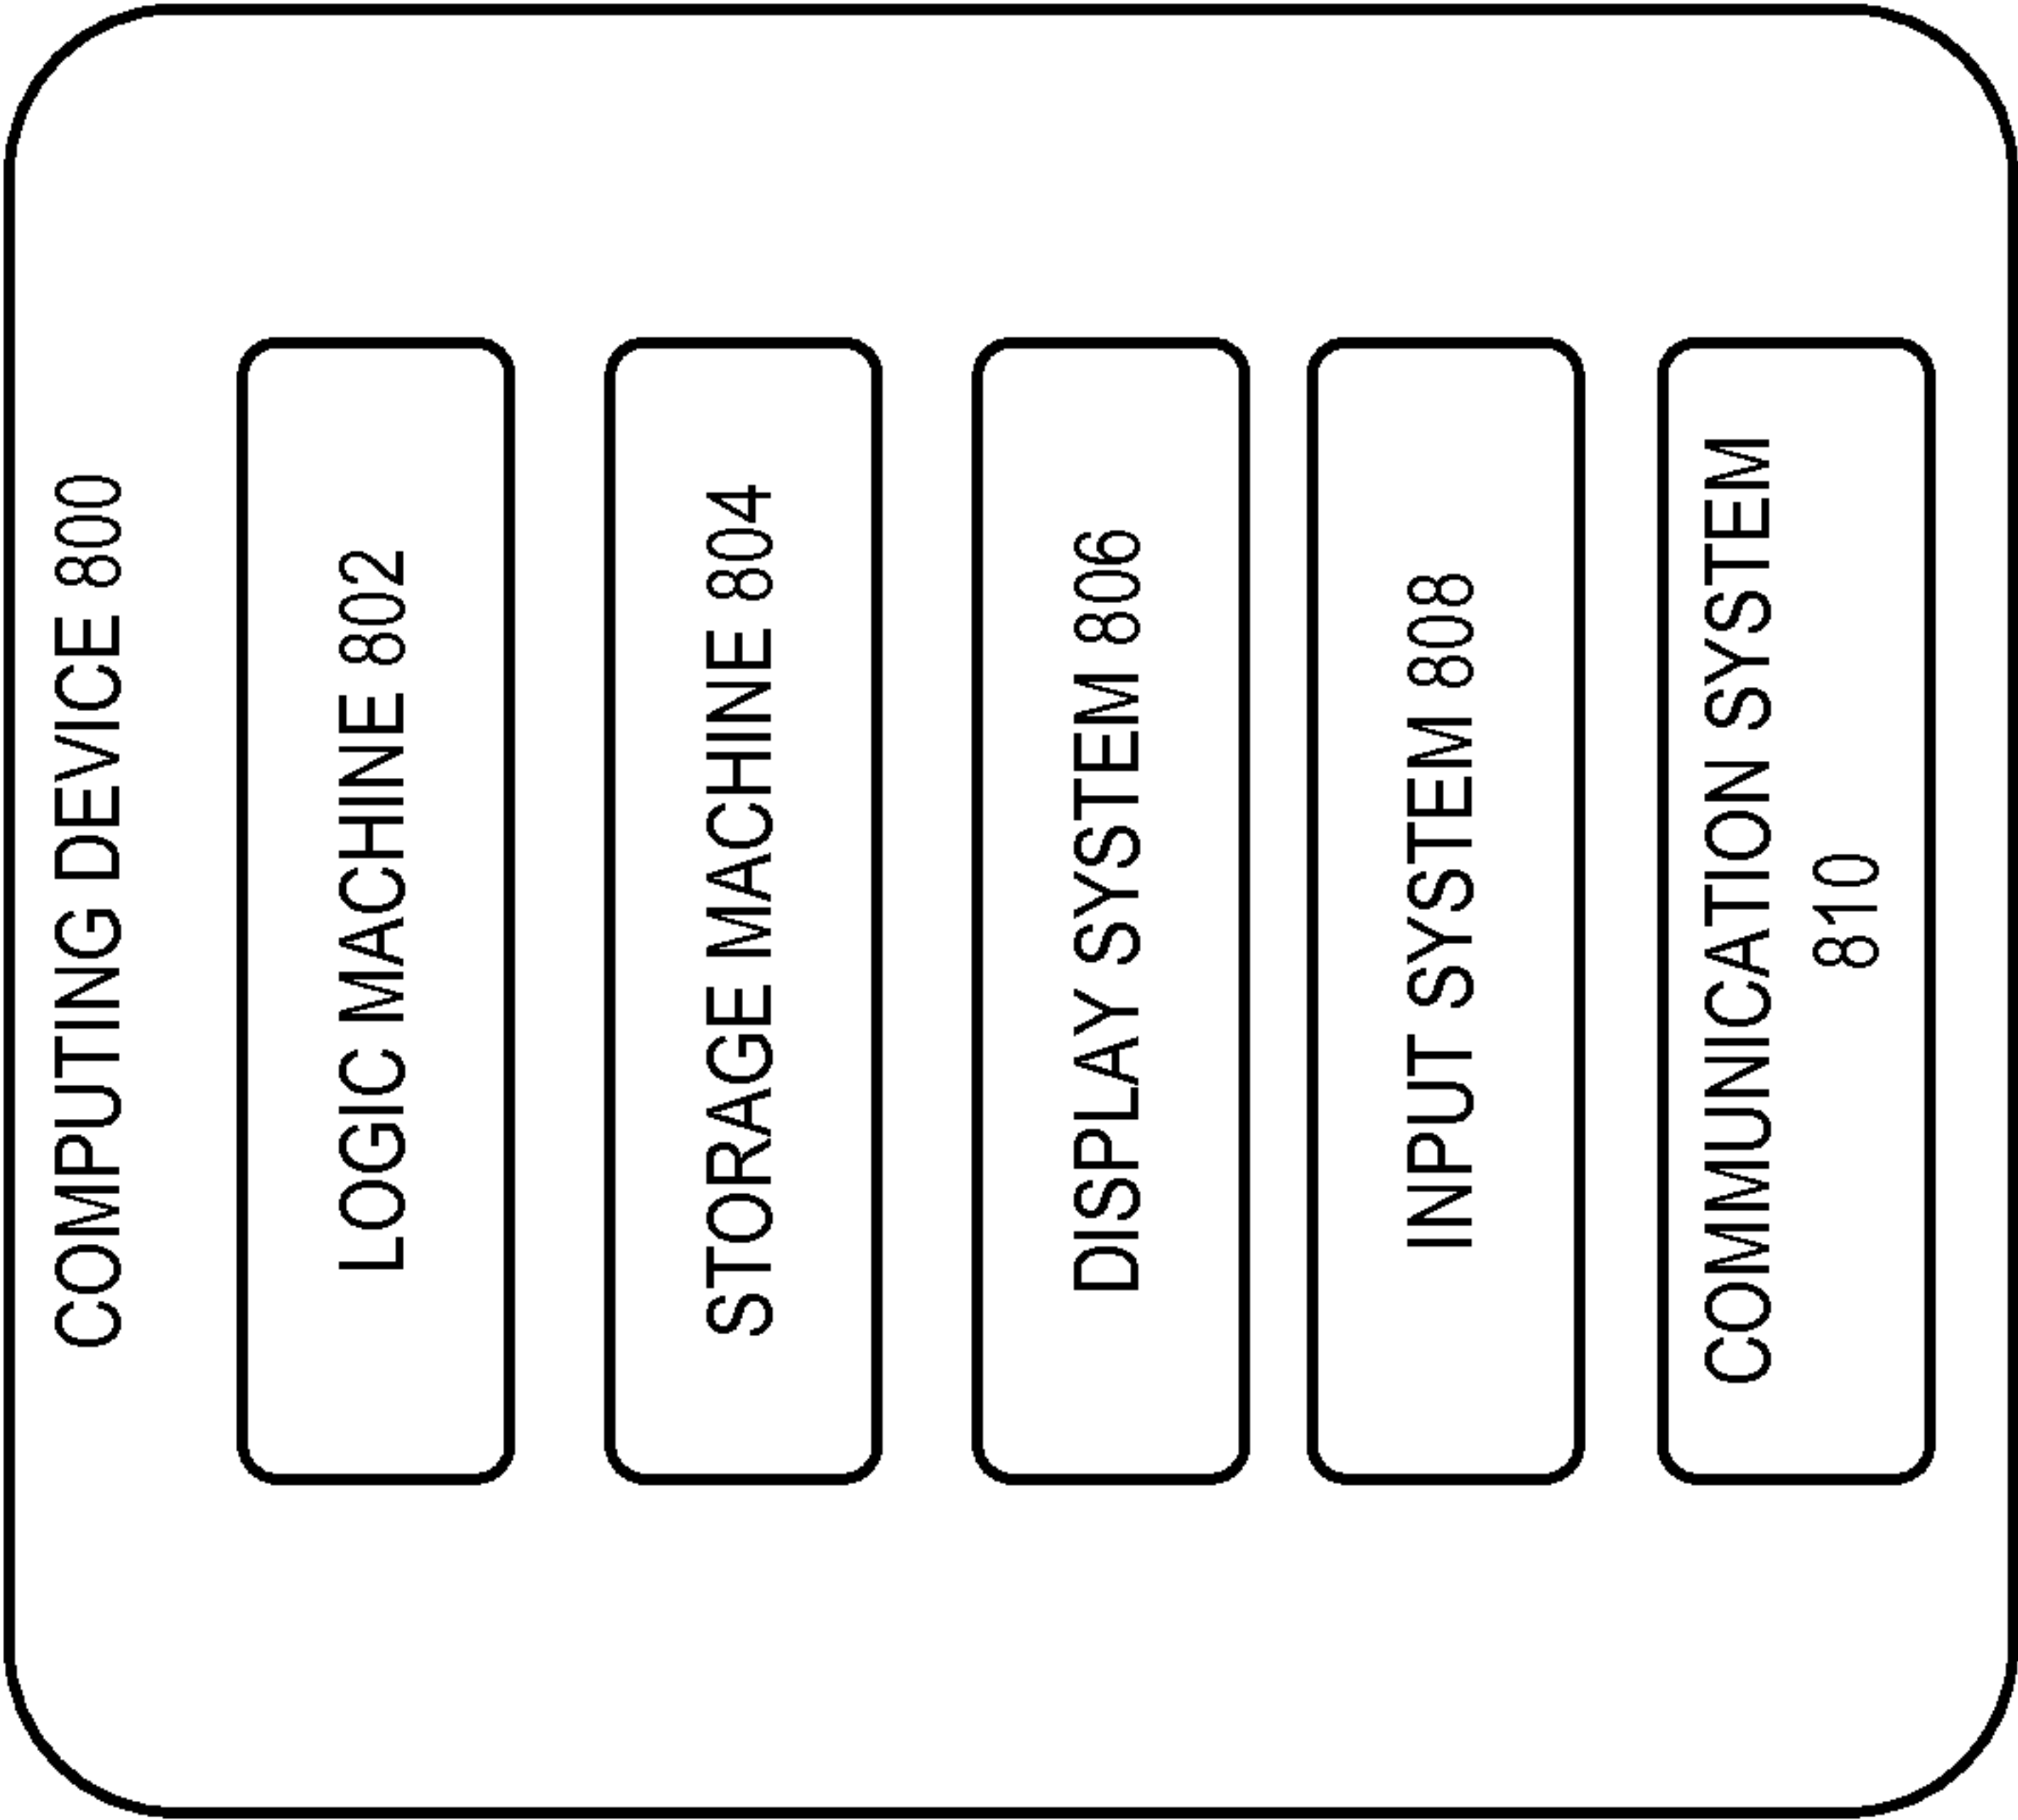 COMPUTING DEVICE 800
LOGIC MACHINE 802
STORAGE MACHINE 804
DISPLAY SYSTEM 806
INPUT SYSTEM 808
COMMUNICATION SYSTEM
810